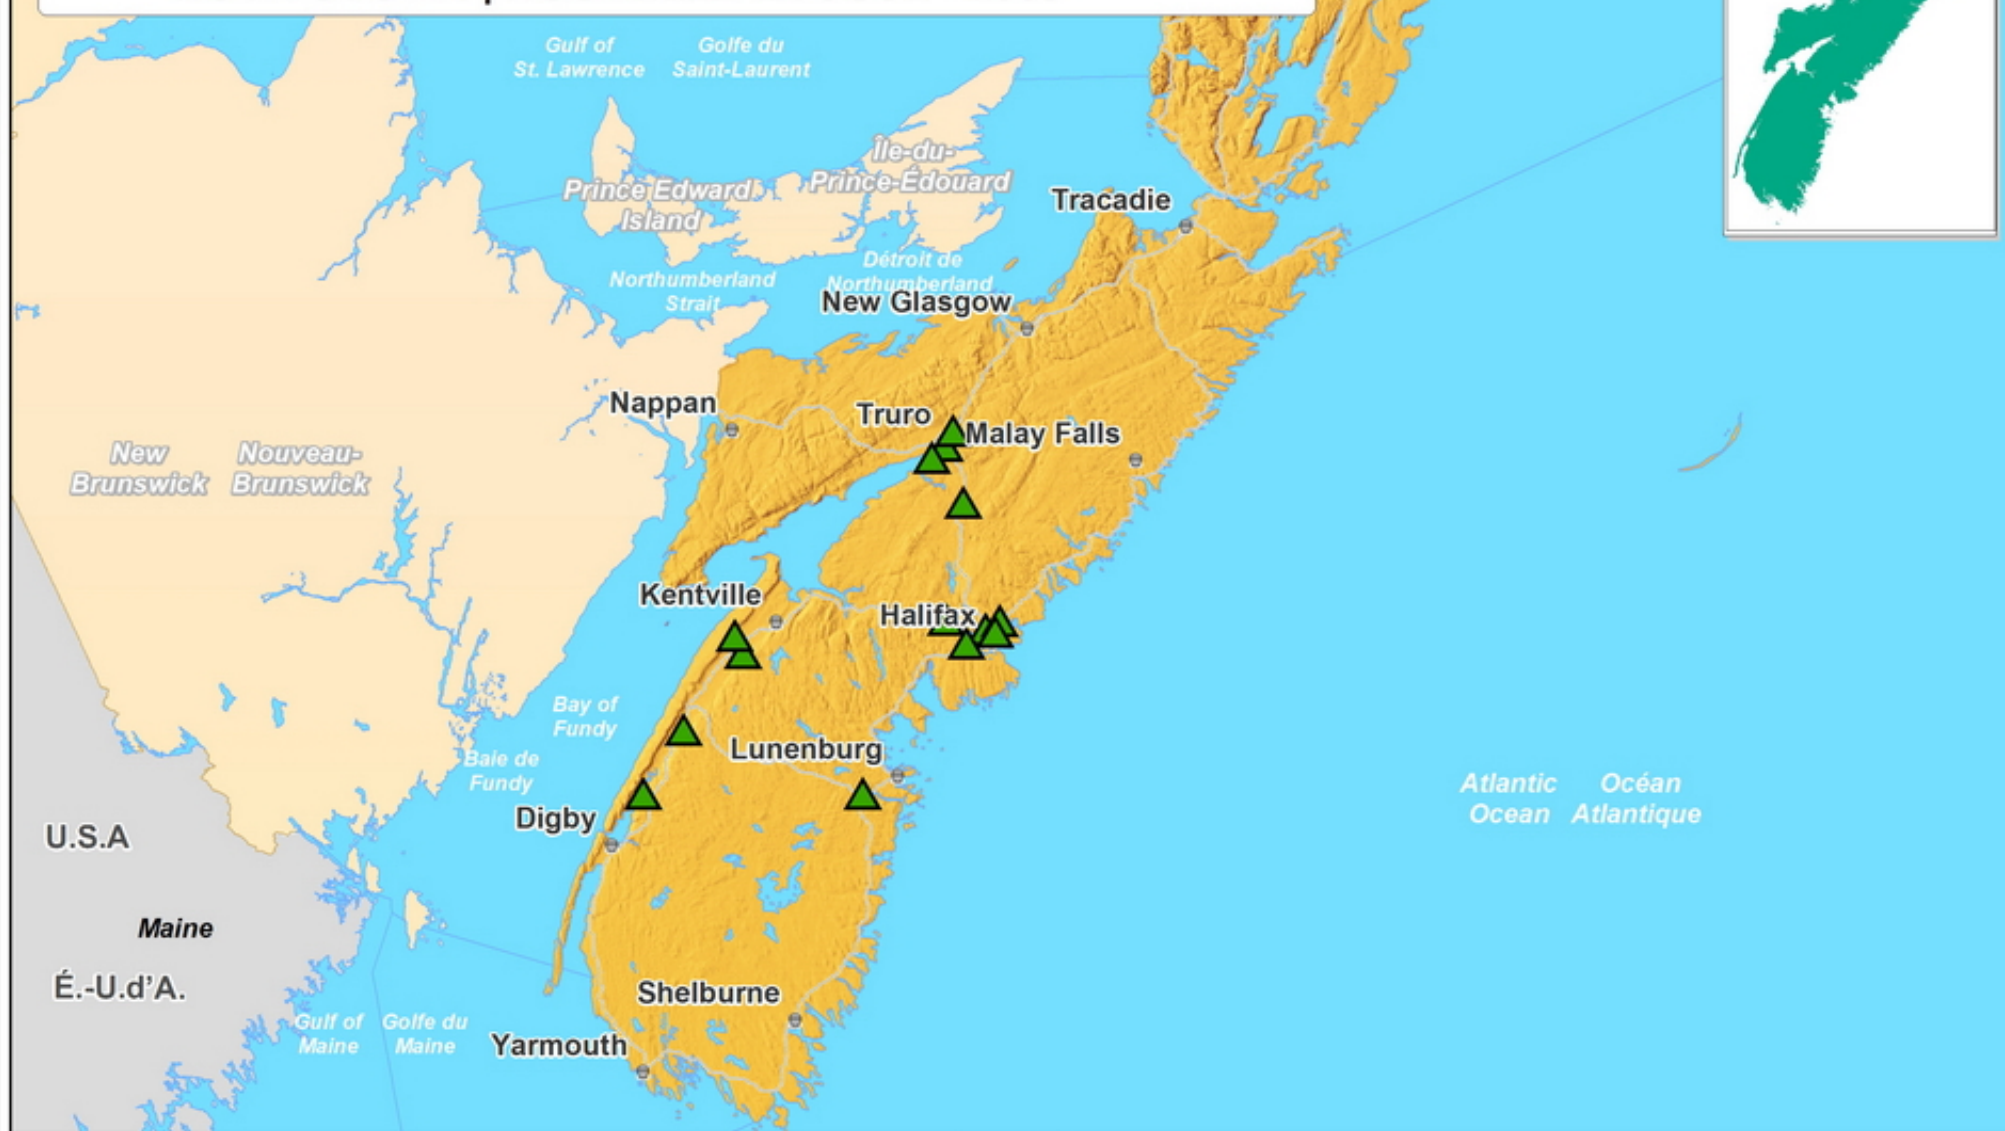 Gulf of
St. Lawrence
Golfe du
Saint-Laurent
Île-du-
Prince-Édouard
Prince Edward
Island
Tracadie
Détroit de
Northumberland
Northumberland
Strait
New Glasgow
Nappan
Truro
Malay Falls
New
Brunswick
Nouveau-
Brunswick
Kentville
Halifax
Bay of
Fundy
Baie de
Fundy
Lunenburg
Digby
Atlantic
Ocean
Océan
Atlantique
U.S.A
Maine
É.-U.d'A.
Gulf of
Maine
Golfe du
Maine
Shelburne
Yarmouth